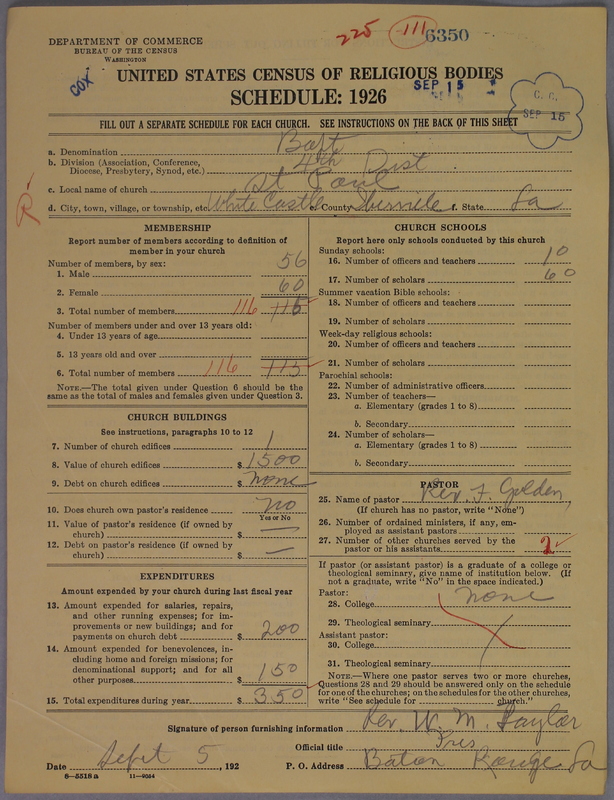 DEPARTMENT OF COMMERCE
BUREAU OF THE CENSUS
WASHINGTON
225 111 6350
COX
UNITED STATES CENSUS OF RELIGIOUS BODIES
SCHEDULE: 1926
SEP 15
C. C.
SEP 15
FILL OUT A SEPARATE SCHEDULE FOR EACH CHURCH. SEE INSTRUCTIONS ON THE BACK OF THIS SHEET
a. Denomination Bapt
b. Division (Association, Conference, Diocese, Presbytery, Synod, etc.) 4th Dist
c. Local name of church St Paul
d. City, town, village, or township, etc. White Castle e. County Iberville f. State La
R
MEMBERSHIP
Report number of members according to definition of
member in your church
Number of members, by sex:
1. Male 56
2. Female 60
3. Total number of members 116 115
Number of members under and over 13 years old:
4. Under 13 years of age
5. 13 years old and over
6. Total number of members 116 115
NOTE.—The total given under Question 6 should be the
same as the total of males and females given under Question 3.
CHURCH BUILDINGS
See instructions, paragraphs 10 to 12
7. Number of church edifices 1
8. Value of church edifices $ 1500
9. Debt on church edifices $ none
10. Does church own pastor's residence no
Yes or No
11. Value of pastor's residence (if owned by
church) $ —
12. Debt on pastor's residence (if owned by
church) $ —
EXPENDITURES
Amount expended by your church during last fiscal year
13. Amount expended for salaries, repairs,
and other running expenses; for im-
provements or new buildings; and for
payments on church debt $ 200
14. Amount expended for benevolences, in-
cluding home and foreign missions; for
denominational support; and for all
other purposes $ 150
15. Total expenditures during year $ 350
CHURCH SCHOOLS
Report here only schools conducted by this church
Sunday schools:
16. Number of officers and teachers 10
17. Number of scholars 60
Summer vacation Bible schools:
18. Number of officers and teachers
19. Number of scholars
Week-day religious schools:
20. Number of officers and teachers
21. Number of scholars
Parochial schools:
22. Number of administrative officers
23. Number of teachers—
a. Elementary (grades 1 to 8)
b. Secondary
24. Number of scholars—
a. Elementary (grades 1 to 8)
b. Secondary
PASTOR
25. Name of pastor Rev. F. Golden,
(If church has no pastor, write "None")
26. Number of ordained ministers, if any, em-
ployed as assistant pastors
27. Number of other churches served by the
pastor or his assistants 2
If pastor (or assistant pastor) is a graduate of a college or
theological seminary, give name of institution below. (If
not a graduate, write "No" in the space indicated.)
Pastor:
28. College none
29. Theological seminary
Assistant pastor:
30. College
31. Theological seminary
NOTE.—Where one pastor serves two or more churches,
Questions 28 and 29 should be answered only on the schedule
for one of the churches; on the schedules for the other churches,
write "See schedule for church."
Signature of person furnishing information Rev. W. M. Taylor
Official title Pres
Date Sept 5, 192 P. O. Address Baton Rouge La
8—5518 a 11—9054